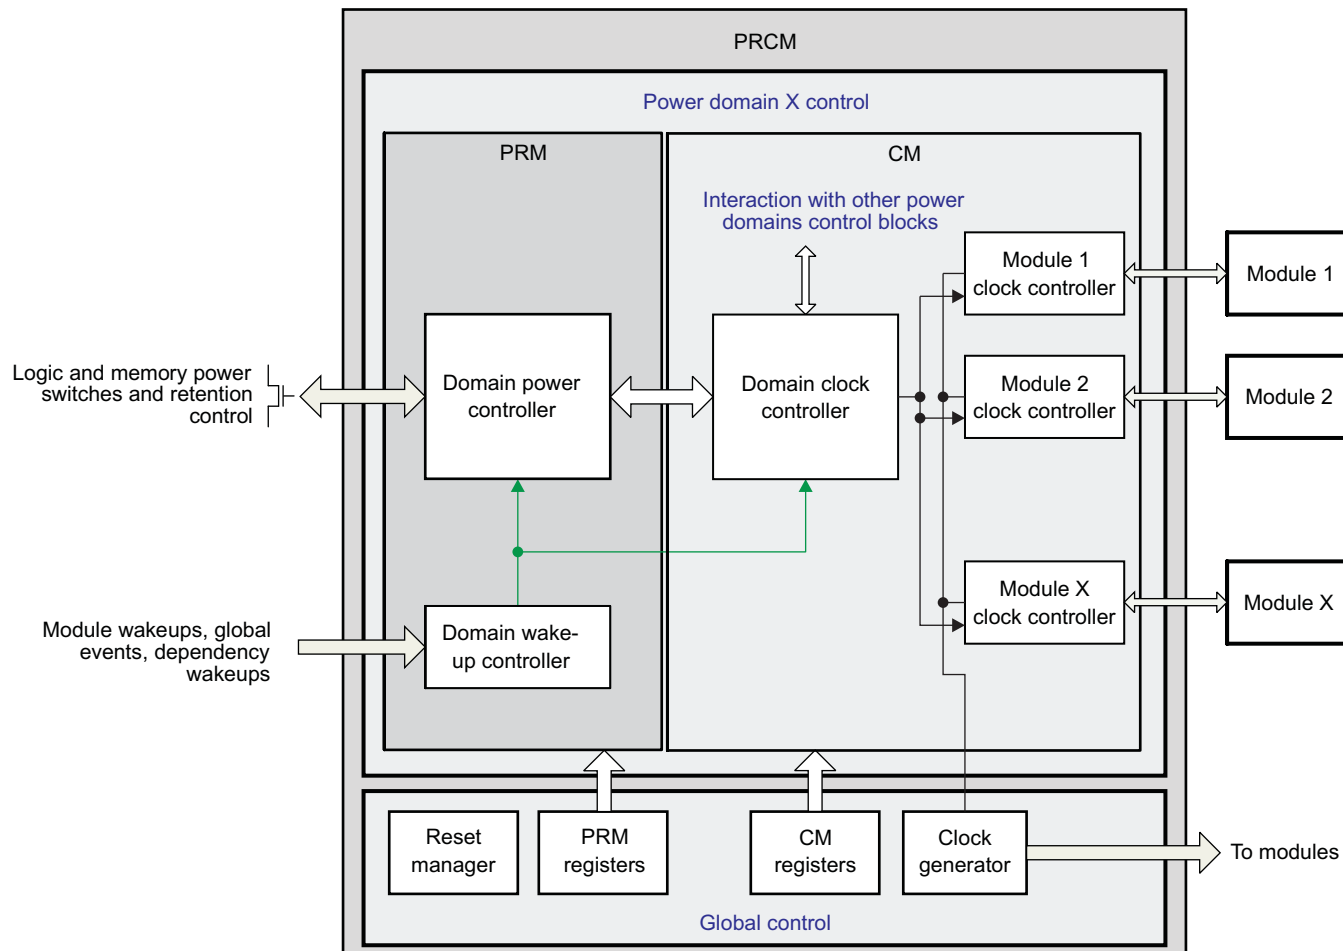 PRCM
Power domain X control
PRM
CM
Interaction with other power
domains control blocks
Module 1
clock controller
Module 1
Logic and memory power
switches and retention
control
Domain power
controller
Domain clock
controller
Module 2
clock controller
Module 2
Module X
clock controller
Module X
Module wakeups, global
events, dependency
wakeups
Domain wake-
up controller
Reset
manager
PRM
registers
CM
registers
Clock
generator
To modules
Global control